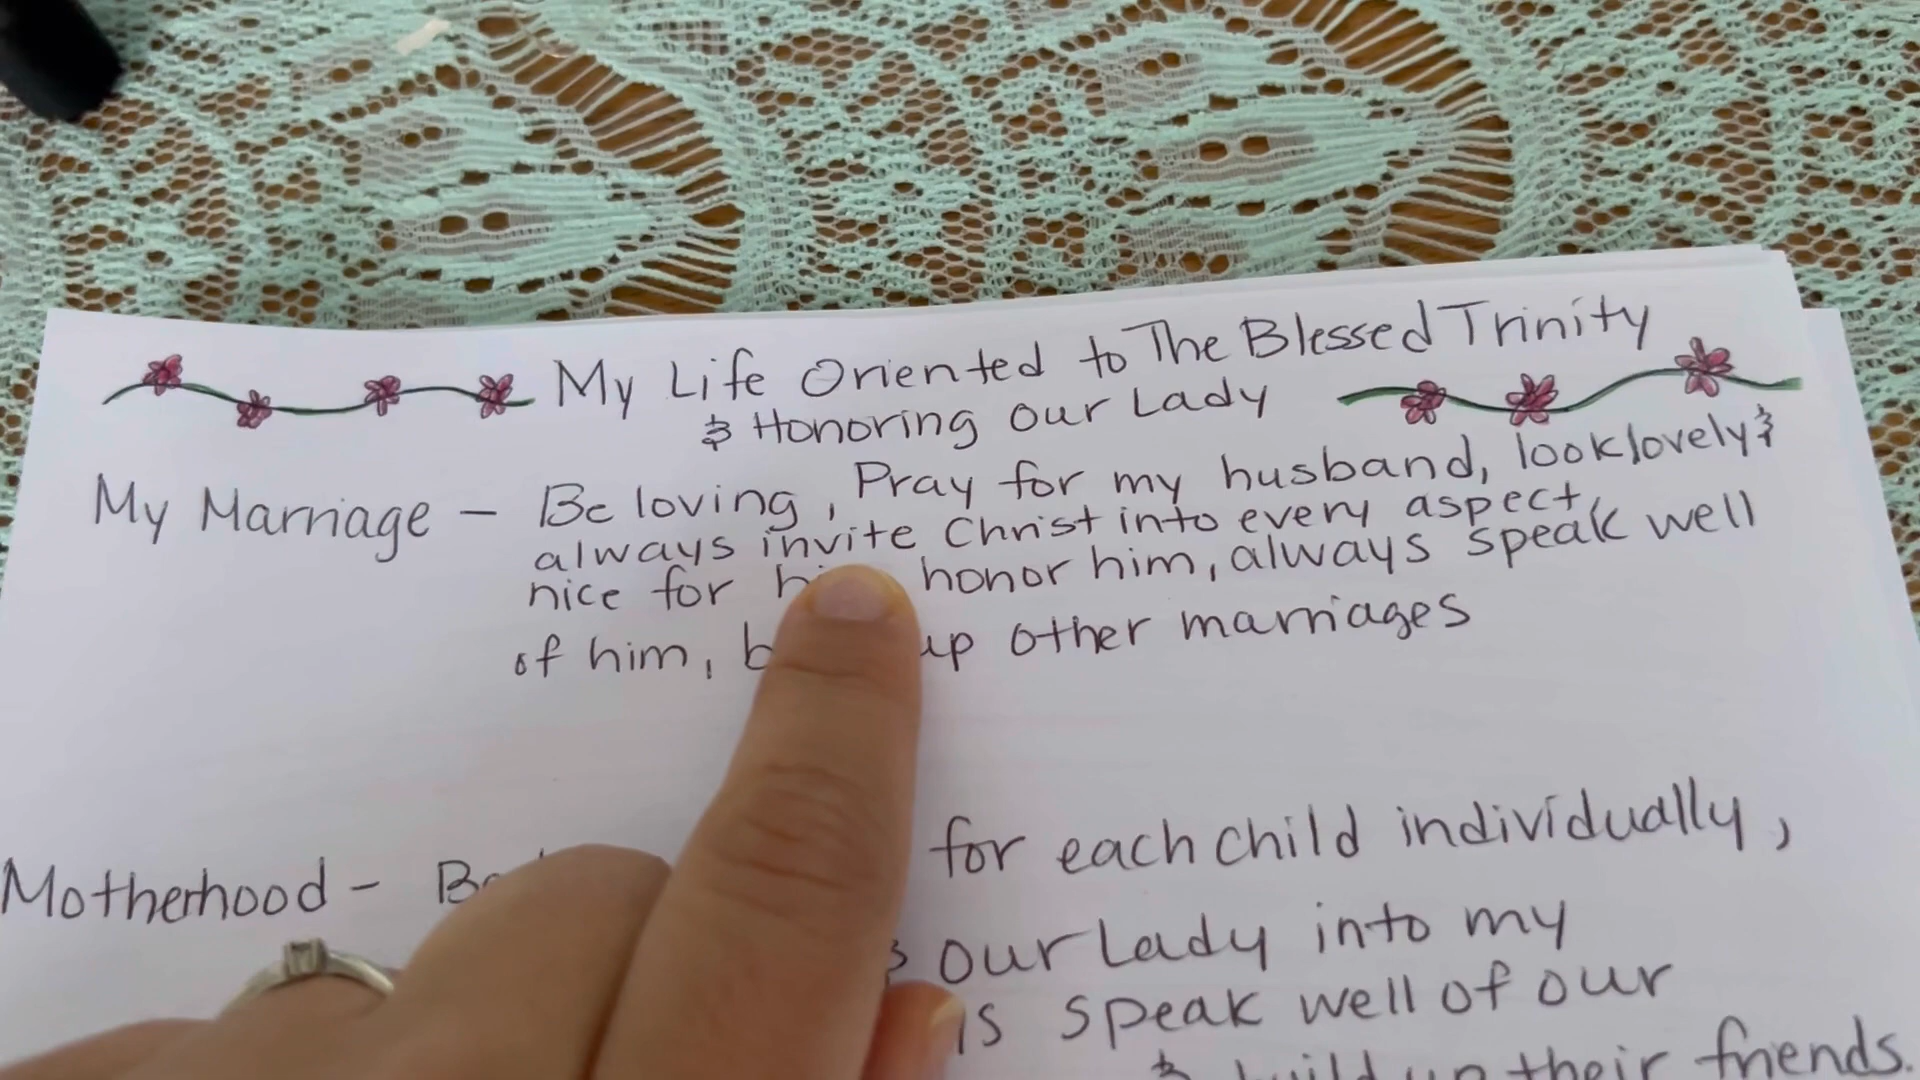 My Life Oriented to The Blessed Trinity
& Honoring Our Lady
My Marriage - Be loving, Pray for my husband, look lovely &
always invite Christ into every aspect,
nice for honor him, always speak well
of him, up other marriages
Motherhood - for each child individually,
& Our Lady into my
speak well of our
& build up their friends.